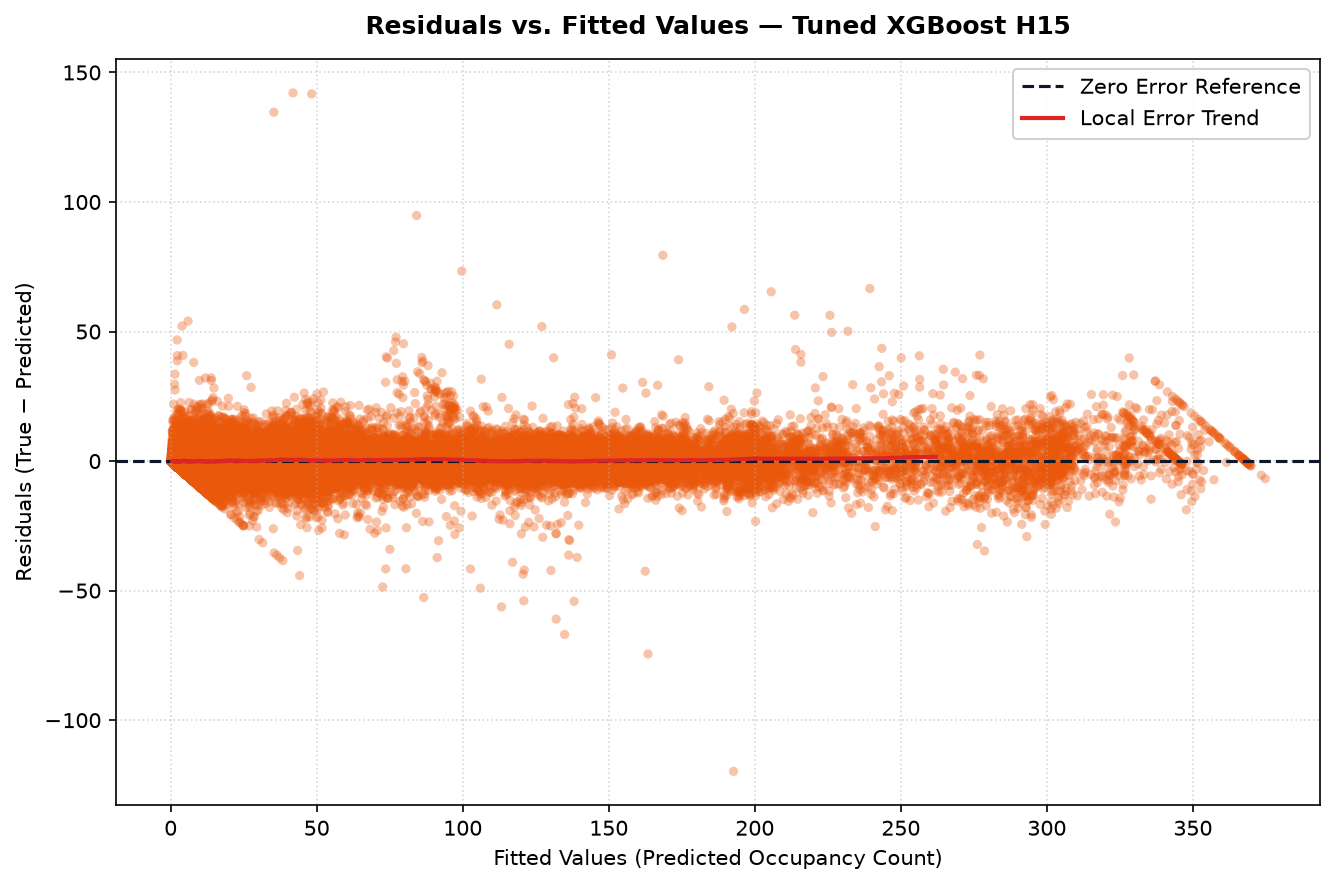 Residuals vs. Fitted Values — Tuned XGBoost H15
Zero Error Reference
Local Error Trend
Residuals (True − Predicted)
150
100
50
0
−50
−100
0 50 100 150 200 250 300 350
Fitted Values (Predicted Occupancy Count)